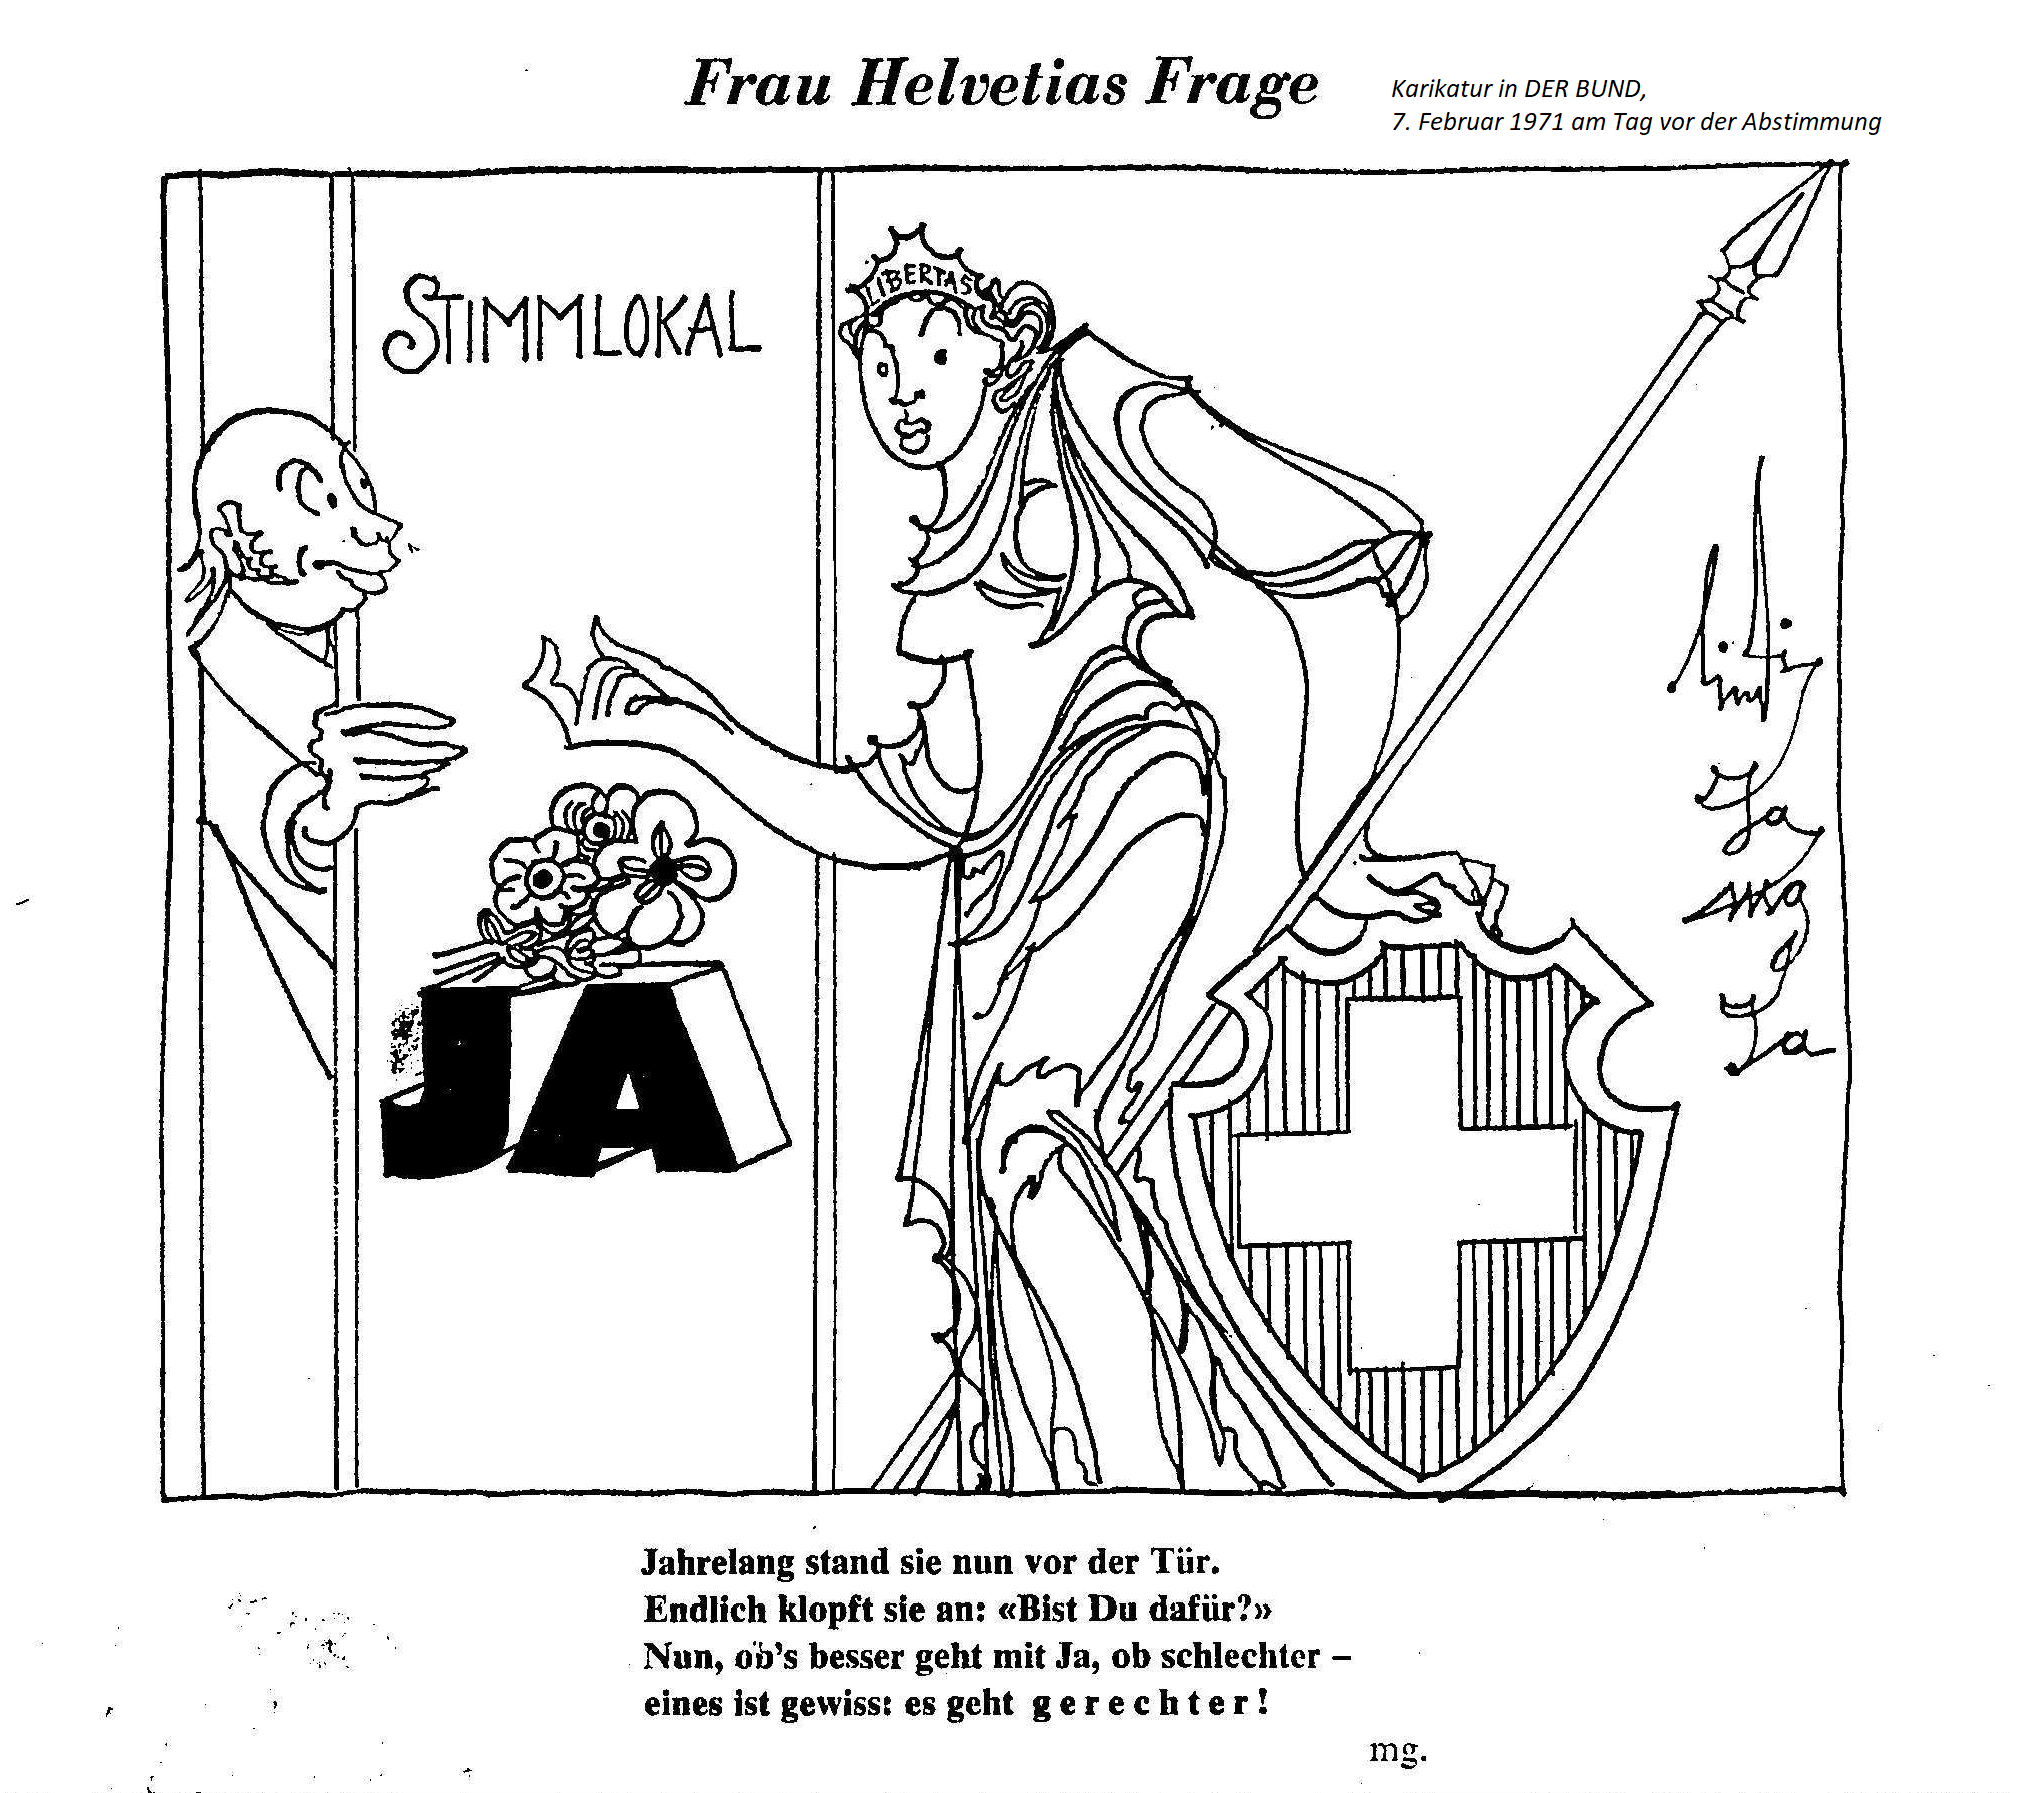 Frau Helvetias Frage
Karikatur in DER BUND,
7. Februar 1971 am Tag vor der Abstimmung
STIMMLOKAL
LIBERTAS
JA
Ja
Ja
Jahrelang stand sie nun vor der Tür.
Endlich klopft sie an: «Bist Du dafür?»
Nun, ob's besser geht mit Ja, ob schlechter –
eines ist gewiss: es geht gerechter!
mg.